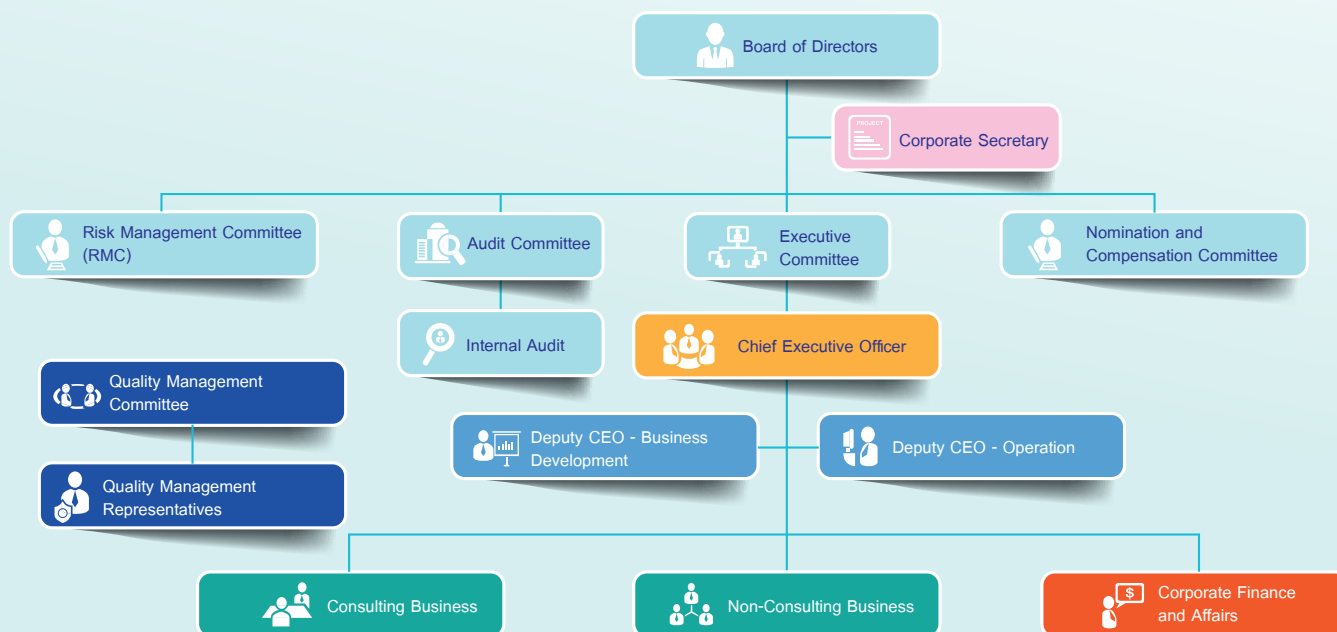 Board of Directors
PROJECT
Corporate Secretary
Risk Management Committee
(RMC)
Audit Committee
Executive
Committee
Nomination and
Compensation Committee
Internal Audit
Chief Executive Officer
Quality Management
Committee
Deputy CEO - Business
Development
Deputy CEO - Operation
Quality Management
Representatives
Consulting Business
Non-Consulting Business
$
Corporate Finance
and Affairs